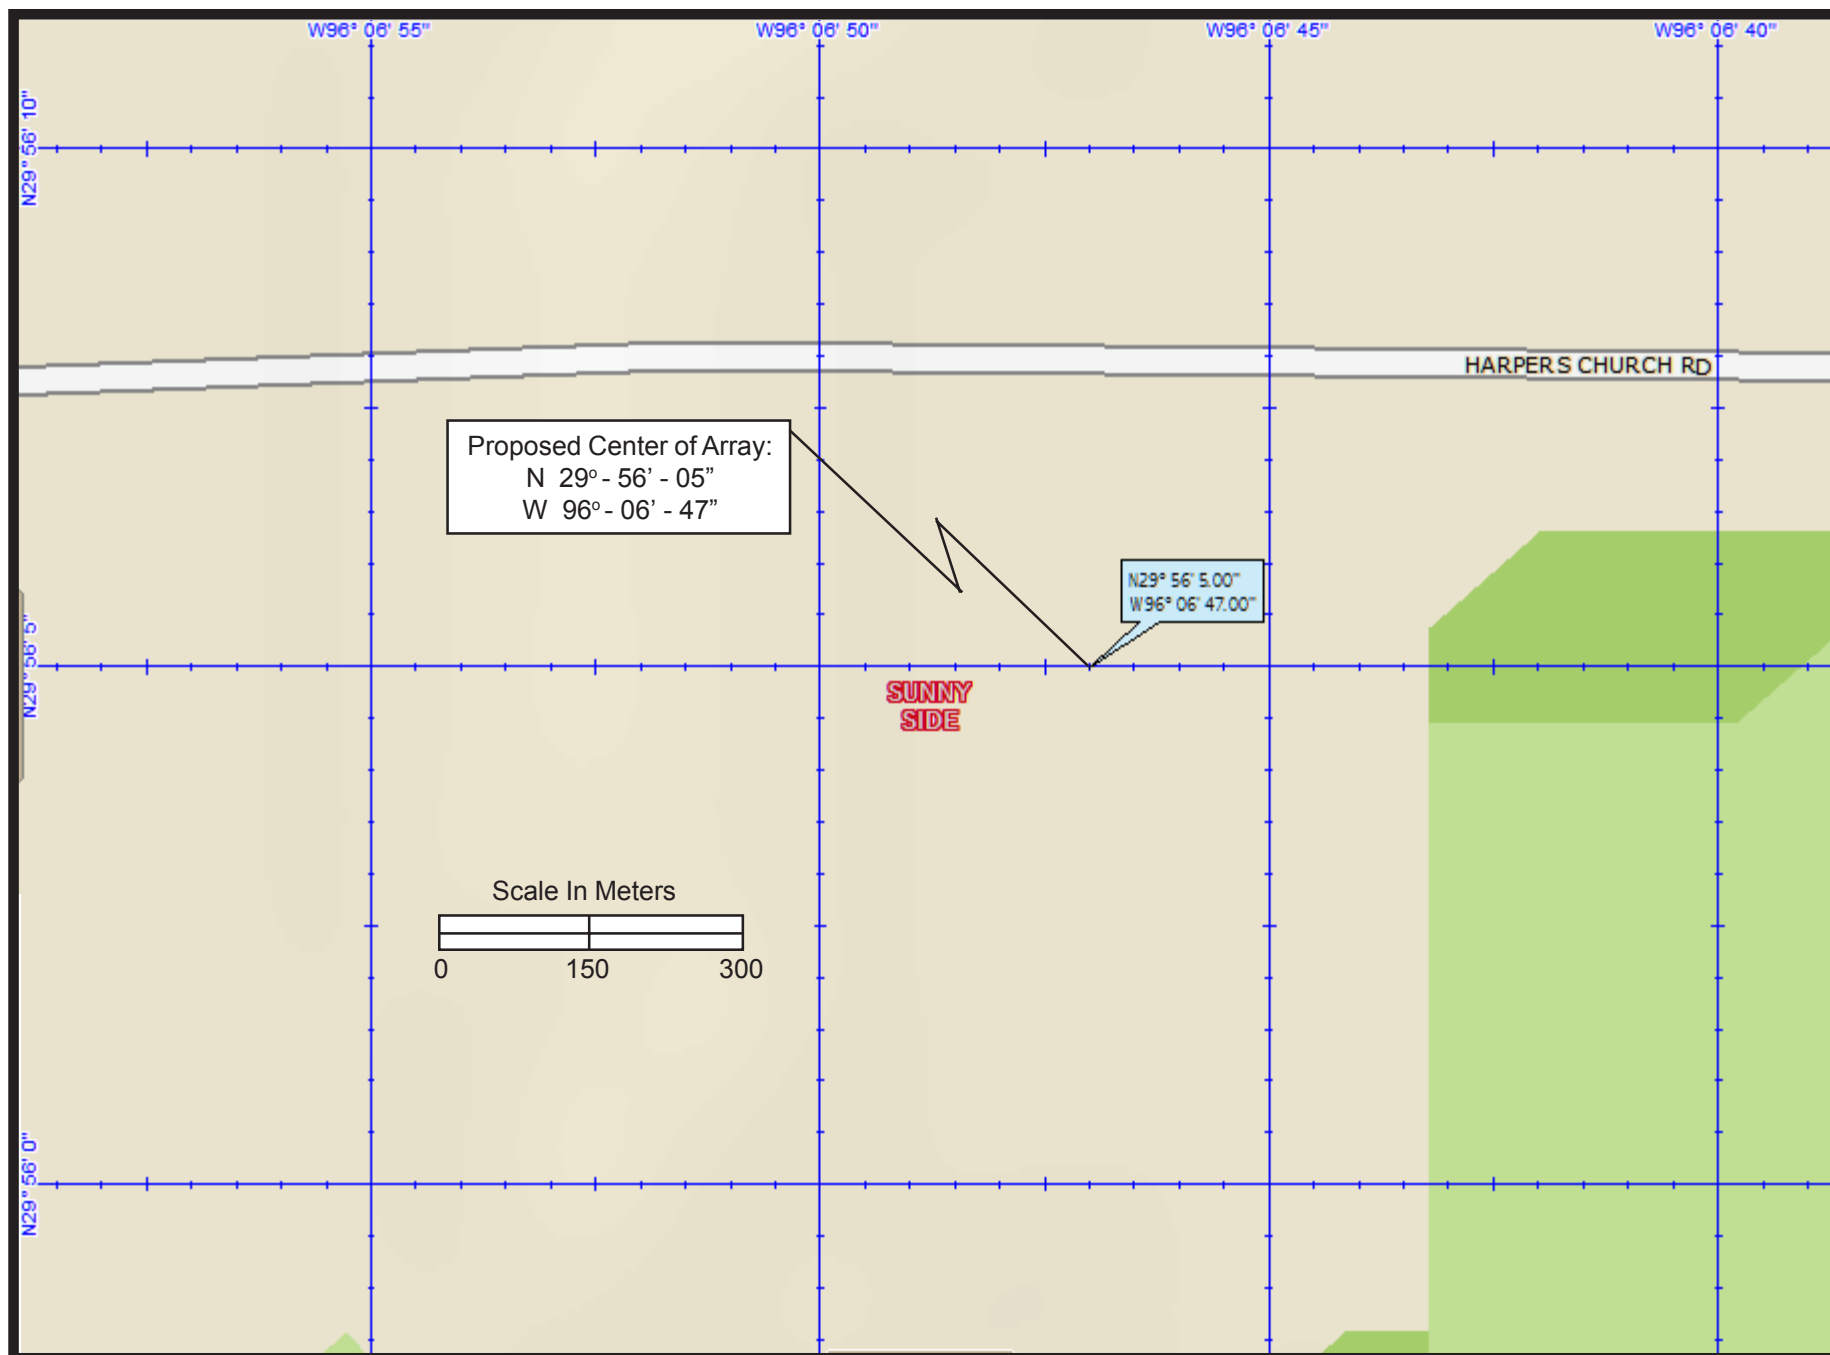 W96° 06' 55"
W96° 06' 50"
W96° 06' 45"
W96° 06' 40"
N29° 56' 10"
HARPERS CHURCH RD
Proposed Center of Array:
N 29º - 56’ - 05”
W 96º - 06’ - 47”
N29° 56' 5.00"
W96° 06' 47.00"
N29° 56' 5"
SUNNY
SIDE
Scale In Meters
0 150 300
N29° 56' 0"